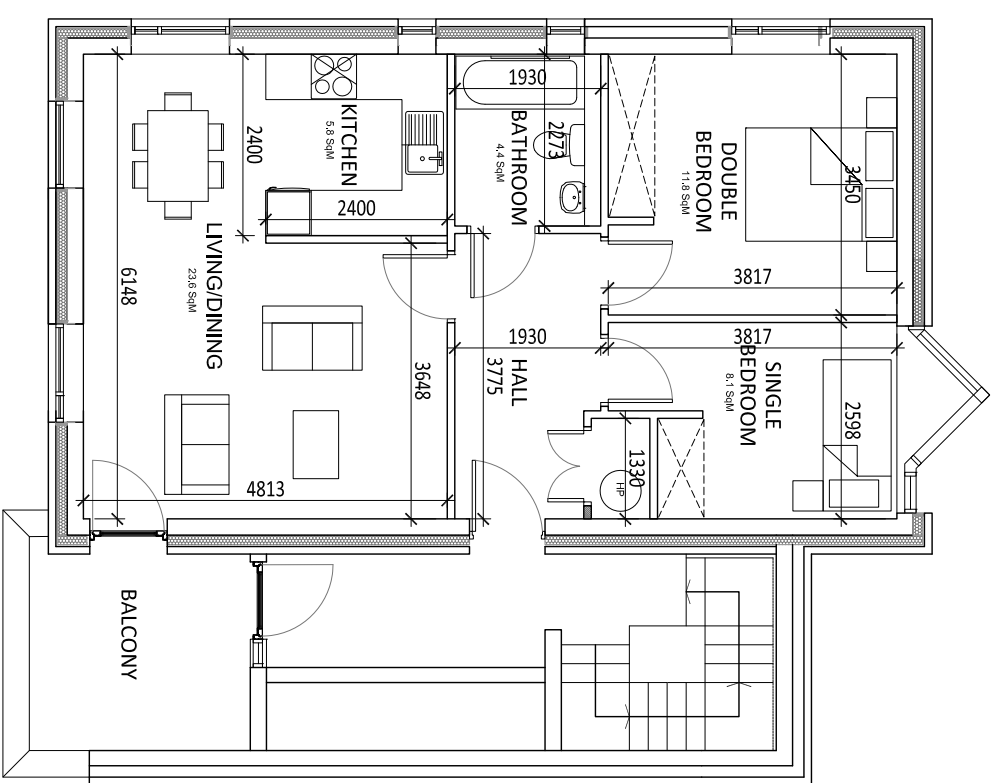 1930
2273
BATHROOM
4.4 SqM
KITCHEN
5.8 SqM
2400
2400
DOUBLE
BEDROOM
11.8 SqM
3450
3817
LIVING/DINING
23.6 SqM
6148
3648
4813
1930
HALL
3775
3817
SINGLE
BEDROOM
8.1 SqM
2598
1330
HP
BALCONY